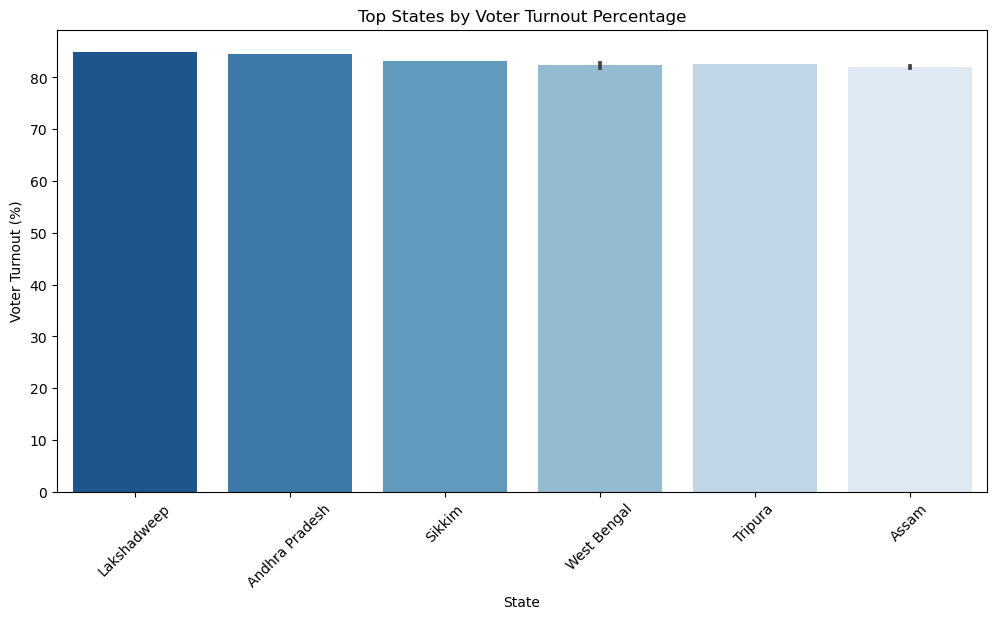 Top States by Voter Turnout Percentage
Voter Turnout (%)
80
70
60
50
40
30
20
10
0
Lakshadweep
Andhra Pradesh
Sikkim
West Bengal
Tripura
Assam
State